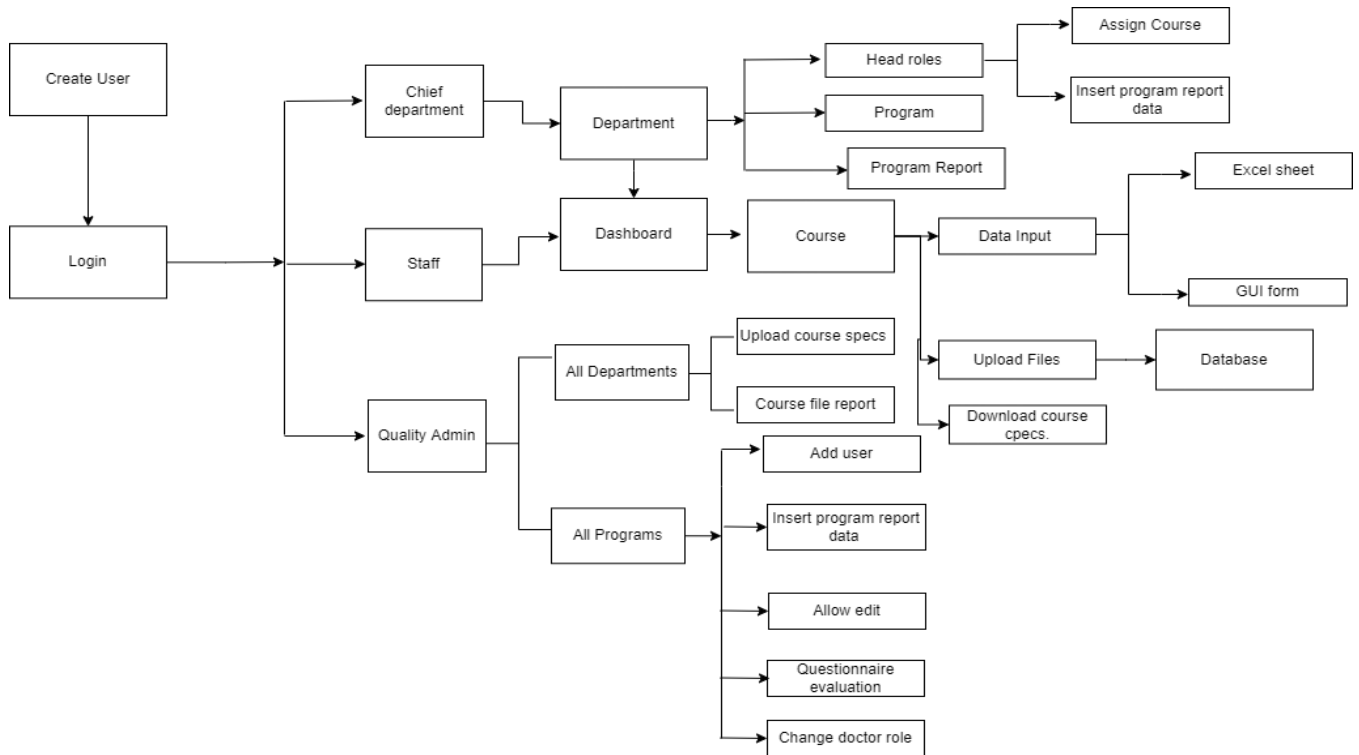 Create User
Login
Chief
department
Staff
Quality Admin
Department
Dashboard
All Departments
All Programs
Head roles
Program
Program Report
Assign Course
Insert program report
data
Course
Data Input
Excel sheet
GUI form
Upload Files
Database
Download course
cpecs.
Upload course specs
Course file report
Add user
Insert program report
data
Allow edit
Questionnaire
evaluation
Change doctor role